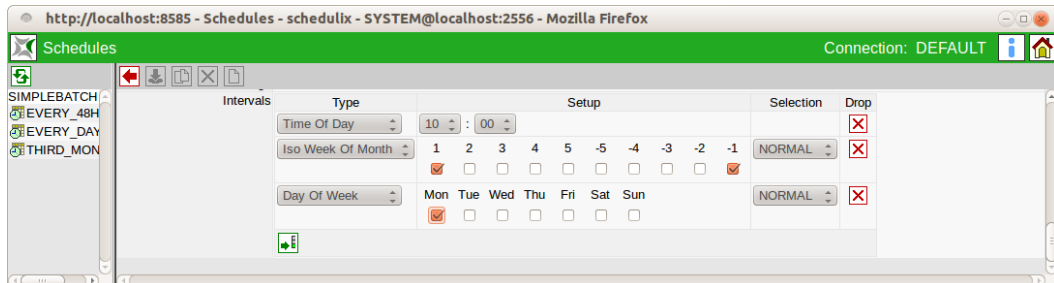 http://localhost:8585 - Schedules - schedulix - SYSTEM@localhost:2556 - Mozilla Firefox
Schedules
Connection: DEFAULT
SIMPLEBATCH
EVERY_48H
EVERY_DAY
THIRD_MON
Intervals
Type Setup Selection Drop
Time Of Day 10 : 00
Iso Week Of Month 1 2 3 4 5 -5 -4 -3 -2 -1 NORMAL
Day Of Week Mon Tue Wed Thu Fri Sat Sun NORMAL